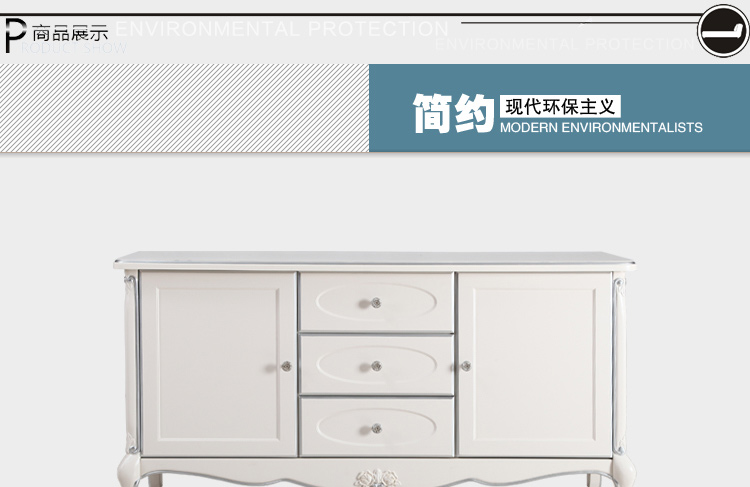 ENVIRONMENTAL PROTECTION
P商品展示
RODUCT SHOW
ENVIRONMENTAL PROTECTION
简约 现代环保主义
MODERN ENVIRONMENTALISTS